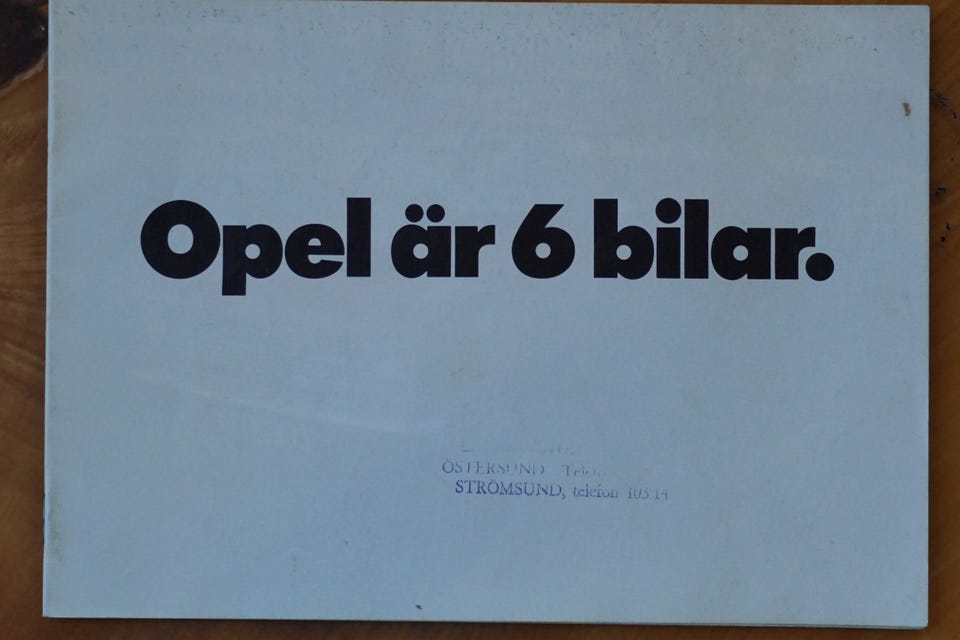 Opel är 6 bilar.
ÖSTERSUND
STRÖMSUND, telefon 103 14